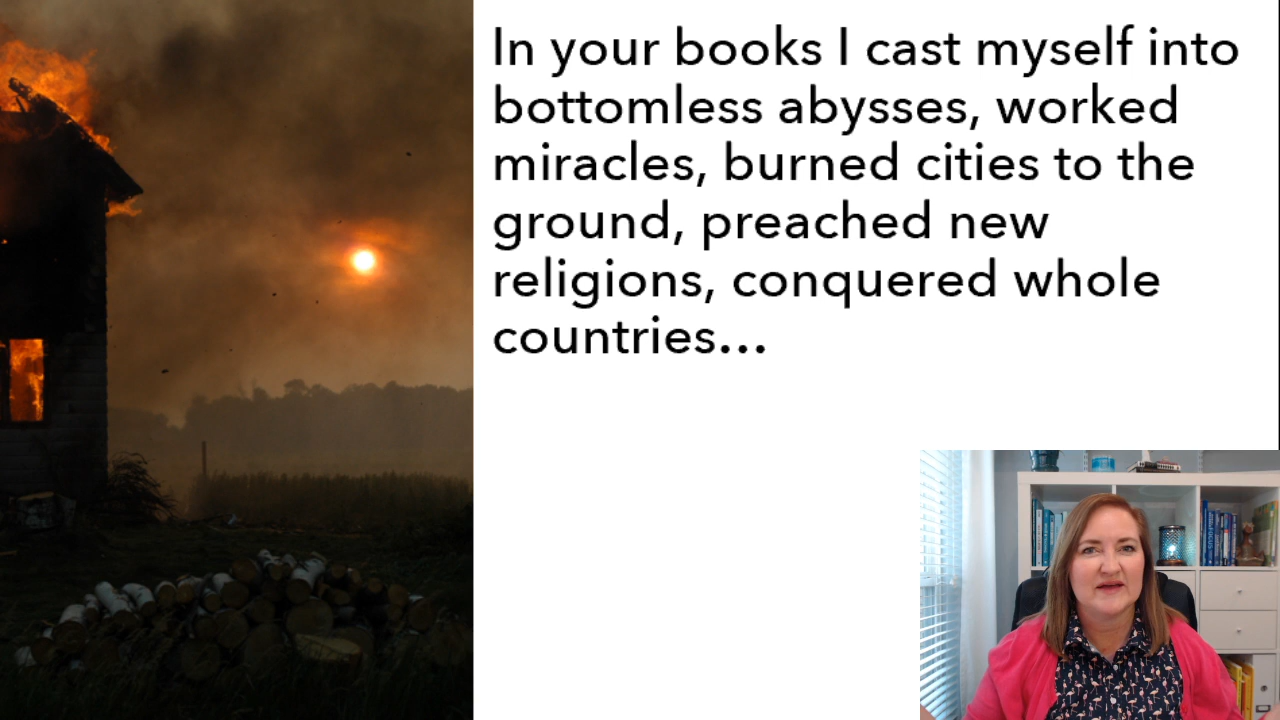 In your books I cast myself into
bottomless abysses, worked
miracles, burned cities to the
ground, preached new
religions, conquered whole
countries...